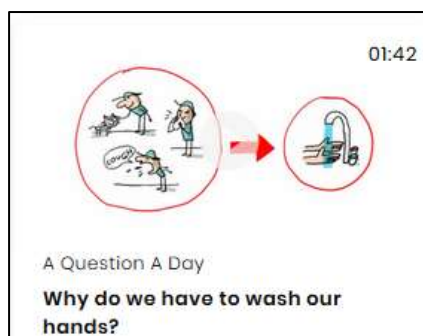 01:42
COUGH
A Question A Day
Why do we have to wash our
hands?